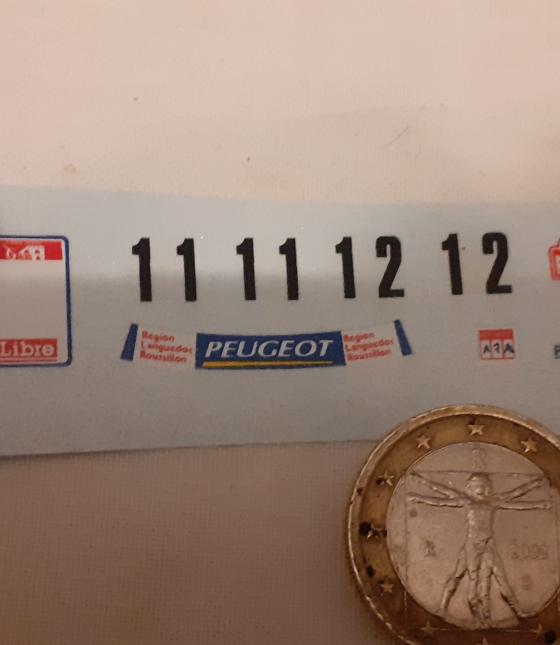 11 11 12 12
Libre
Region
Languedoc
Roussillon
PEUGEOT
Region
Languedoc
Roussillon